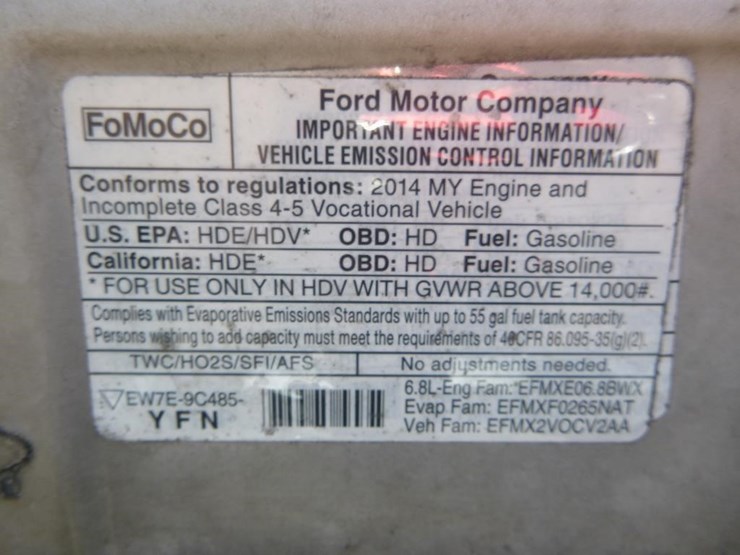 FoMoCo
Ford Motor Company
IMPORTANT ENGINE INFORMATION/
VEHICLE EMISSION CONTROL INFORMATION
Conforms to regulations: 2014 MY Engine and
Incomplete Class 4-5 Vocational Vehicle
U.S. EPA: HDE/HDV* OBD: HD Fuel: Gasoline
California: HDE* OBD: HD Fuel: Gasoline
* FOR USE ONLY IN HDV WITH GVWR ABOVE 14,000#.
Complies with Evaporative Emissions Standards with up to 55 gal fuel tank capacity.
Persons wishing to add capacity must meet the requirements of 40CFR 86.095-35(g)(2).
TWC/HO2S/SFI/AFS No adjustments needed.
EW7E-9C485-
YFN
6.8L-Eng Fam: EFMXE06.8BWX
Evap Fam: EFMXF0265NAT
Veh Fam: EFMX2VOCV2AA